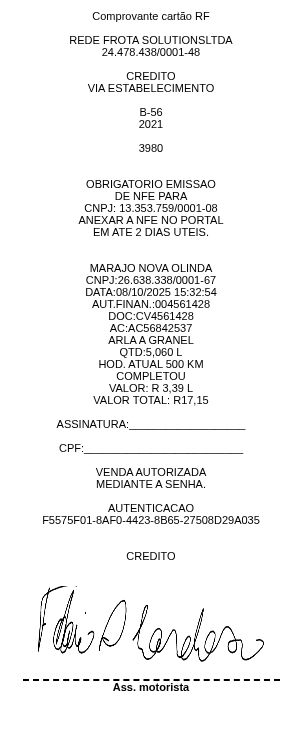 Comprovante cartão RF
REDE FROTA SOLUTIONSLTDA
24.478.438/0001-48
CREDITO
VIA ESTABELECIMENTO
B-56
2021
3980
OBRIGATORIO EMISSAO
DE NFE PARA
CNPJ: 13.353.759/0001-08
ANEXAR A NFE NO PORTAL
EM ATE 2 DIAS UTEIS.
MARAJO NOVA OLINDA
CNPJ:26.638.338/0001-67
DATA:08/10/2025 15:32:54
AUT.FINAN.:004561428
DOC:CV4561428
AC:AC56842537
ARLA A GRANEL
QTD:5,060 L
HOD. ATUAL 500 KM
COMPLETOU
VALOR: R 3,39 L
VALOR TOTAL: R17,15
ASSINATURA:___________________
CPF:__________________________
VENDA AUTORIZADA
MEDIANTE A SENHA.
AUTENTICACAO
F5575F01-8AF0-4423-8B65-27508D29A035
CREDITO
Ass. motorista